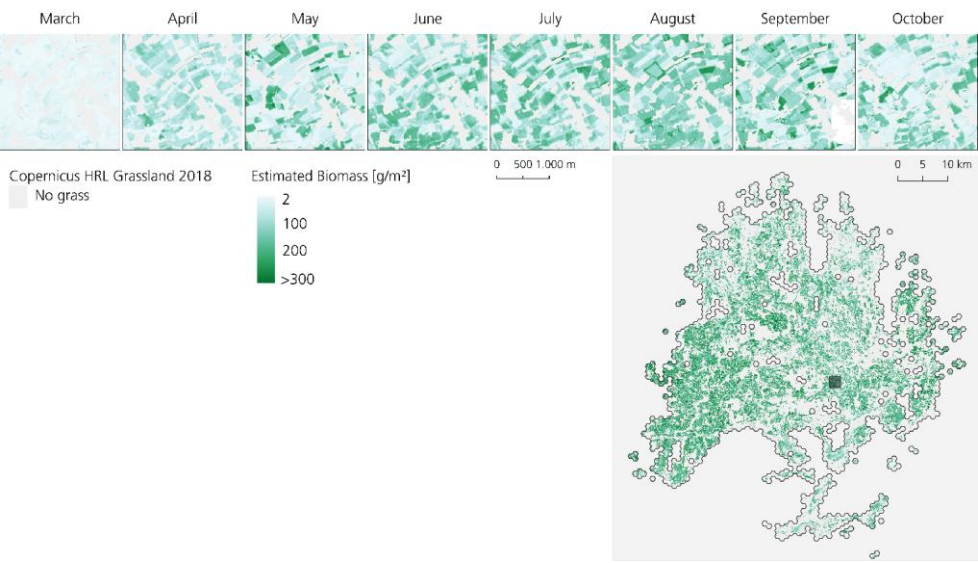 March April May June July August September October
Copernicus HRL Grassland 2018
No grass
Estimated Biomass [g/m²]
2
100
200
>300
0 500 1.000 m
0 5 10 km